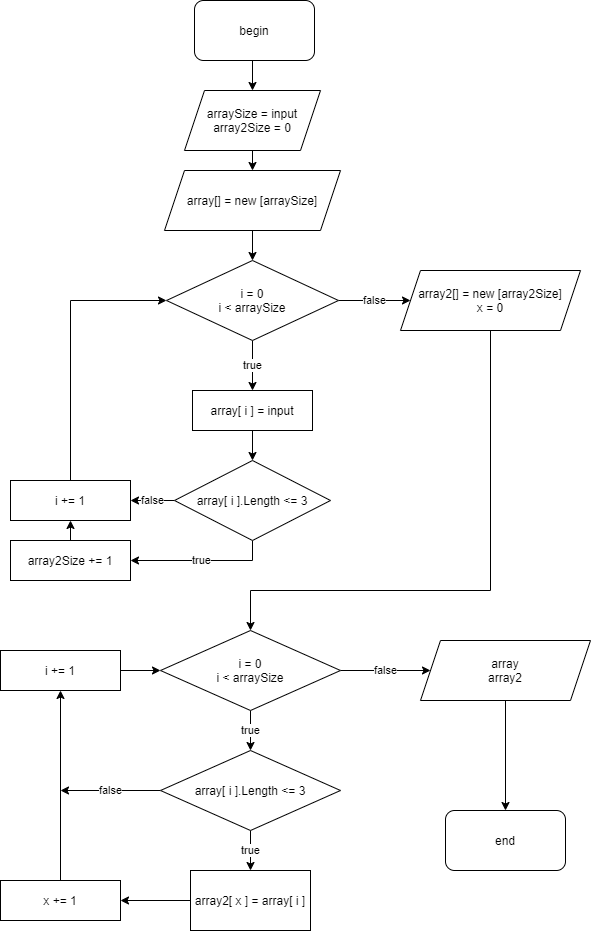 begin
arraySize = input
array2Size = 0
array[] = new [arraySize]
i = 0
i < arraySize
false
array2[] = new [array2Size]
x = 0
true
array[ i ] = input
i += 1
false
array[ i ].Length <= 3
array2Size += 1
true
i += 1
i = 0
i < arraySize
false
array
array2
true
array[ i ].Length <= 3
false
true
end
x += 1
array2[ x ] = array[ i ]